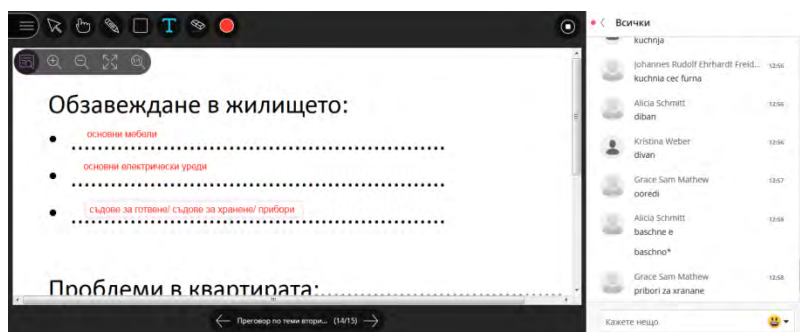 T
Обзавеждане в жилището:
• основни мебели
• основни електрически уреди
• съдове за готвене/ съдове за хранене/ прибори
Проблеми в квартирата:
Преговор по теми втори... (14/15)
Всички
kuchnja
Johannes Rudolf Ehrhardt Freid... 12:56
kuchnia cec furna
Alicia Schmitt 12:56
diban
Kristina Weber 12:56
divan
Grace Sam Mathew 12:57
ooredi
Alicia Schmitt 12:58
baschne e
baschno*
Grace Sam Mathew 12:58
pribori za xranane
Кажете нещо